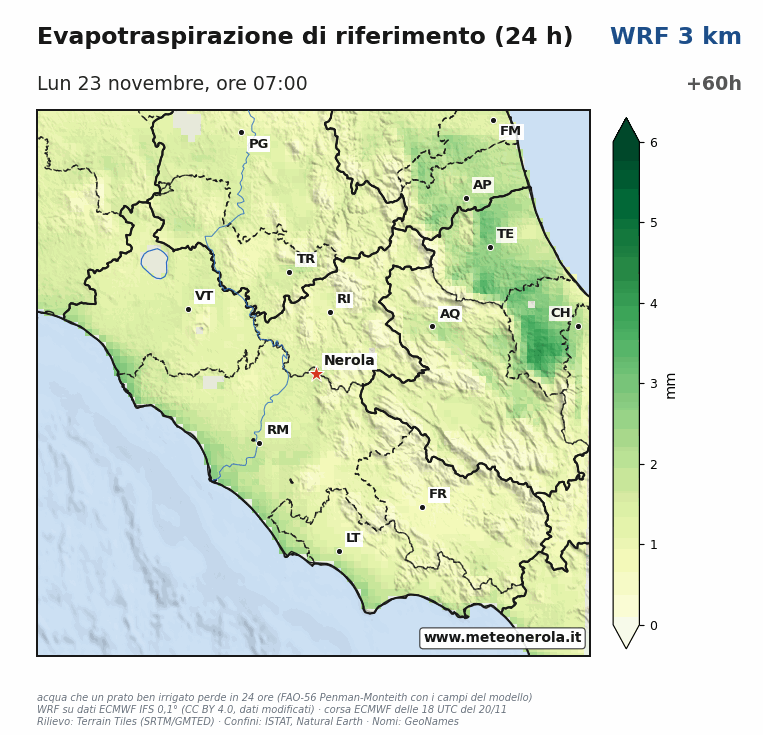 Evapotraspirazione di riferimento (24 h) WRF 3 km
Lun 23 novembre, ore 07:00 +60h
FM
PG
AP
TE
TR
VT
RI
AQ
CH
Nerola
RM
FR
LT
www.meteonerola.it
6
5
4
3
2
1
0
mm
acqua che un prato ben irrigato perde in 24 ore (FAO-56 Penman-Monteith con i campi del modello)
WRF su dati ECMWF IFS 0,1° (CC BY 4.0, dati modificati) · corsa ECMWF delle 18 UTC del 20/11
Rilievo: Terrain Tiles (SRTM/GMTED) · Confini: ISTAT, Natural Earth · Nomi: GeoNames